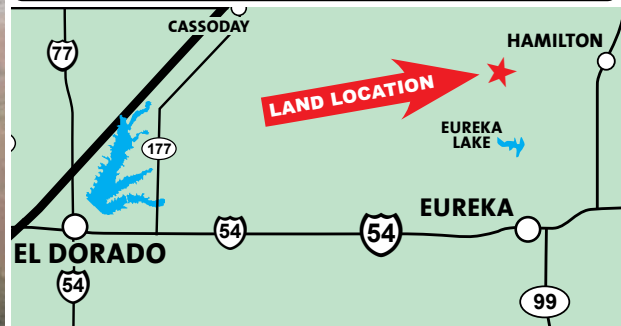 CASSODAY
77
HAMILTON
LAND LOCATION
EUREKA
LAKE
177
EUREKA
54
54
EL DORADO
54
99